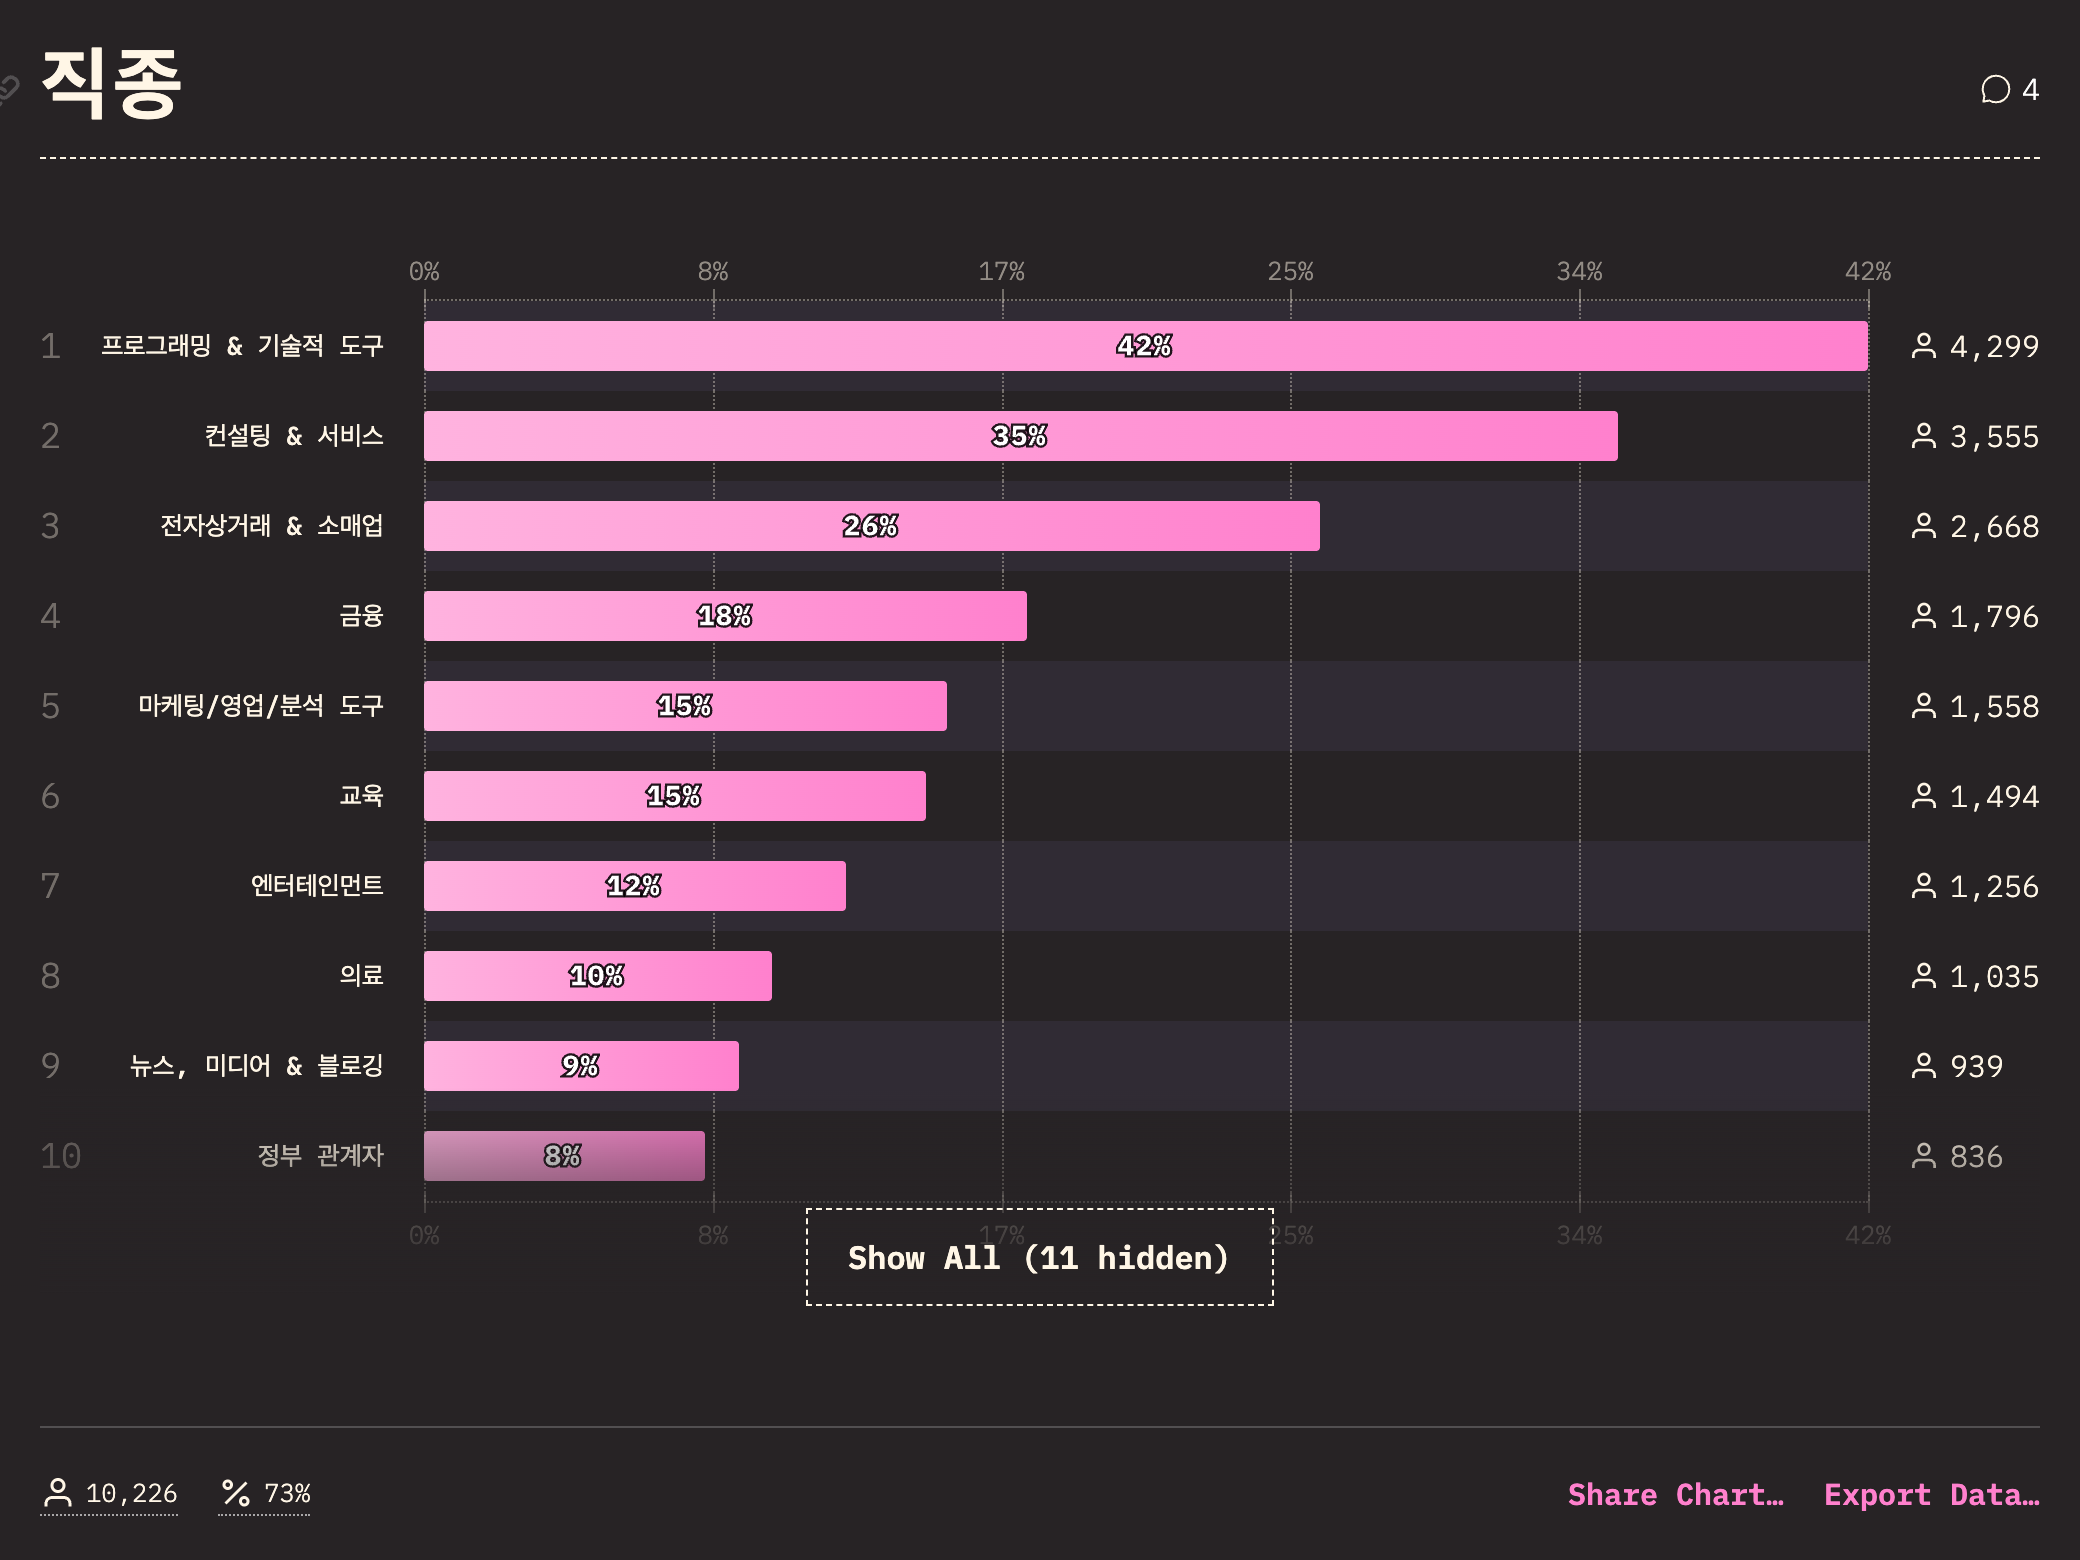 직종
4
0% 8% 17% 25% 34% 42%
1 프로그래밍 & 기술적 도구 42% 4,299
2 컨설팅 & 서비스 35% 3,555
3 전자상거래 & 소매업 26% 2,668
4 금융 18% 1,796
5 마케팅/영업/분석 도구 15% 1,558
6 교육 15% 1,494
7 엔터테인먼트 12% 1,256
8 의료 10% 1,035
9 뉴스, 미디어 & 블로깅 9% 939
10 정부 관계자 8% 836
0% 8% 17% 25% 34% 42%
Show All (11 hidden)
10,226 73% Share Chart… Export Data…